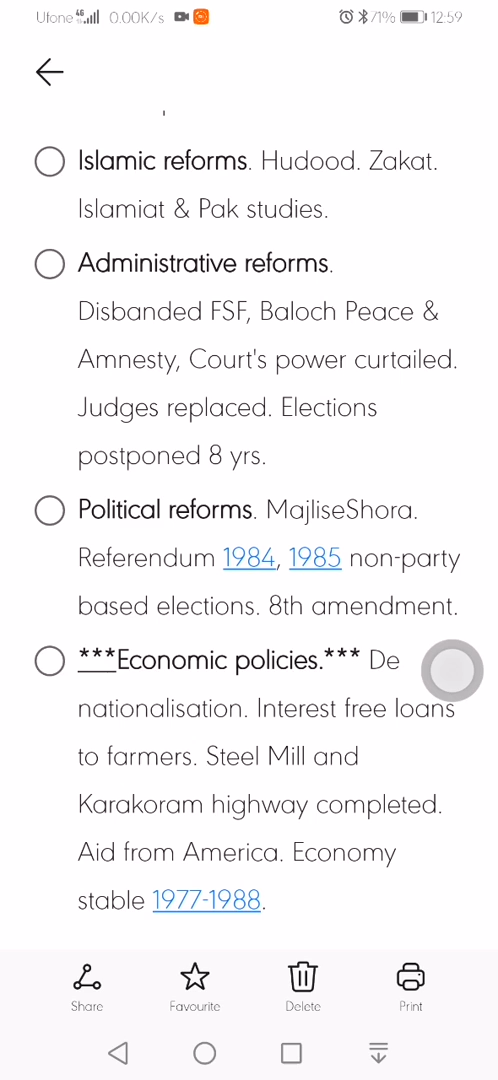 Ufone 4G 0.00K/s 71% 12:59
Islamic reforms. Hudood. Zakat.
Islamiat & Pak studies.
Administrative reforms.
Disbanded FSF, Baloch Peace &
Amnesty, Court's power curtailed.
Judges replaced. Elections
postponed 8 yrs.
Political reforms. MajliseShora.
Referendum 1984, 1985 non-party
based elections. 8th amendment.
***Economic policies.*** De
nationalisation. Interest free loans
to farmers. Steel Mill and
Karakoram highway completed.
Aid from America. Economy
stable 1977-1988.
Share Favourite Delete Print